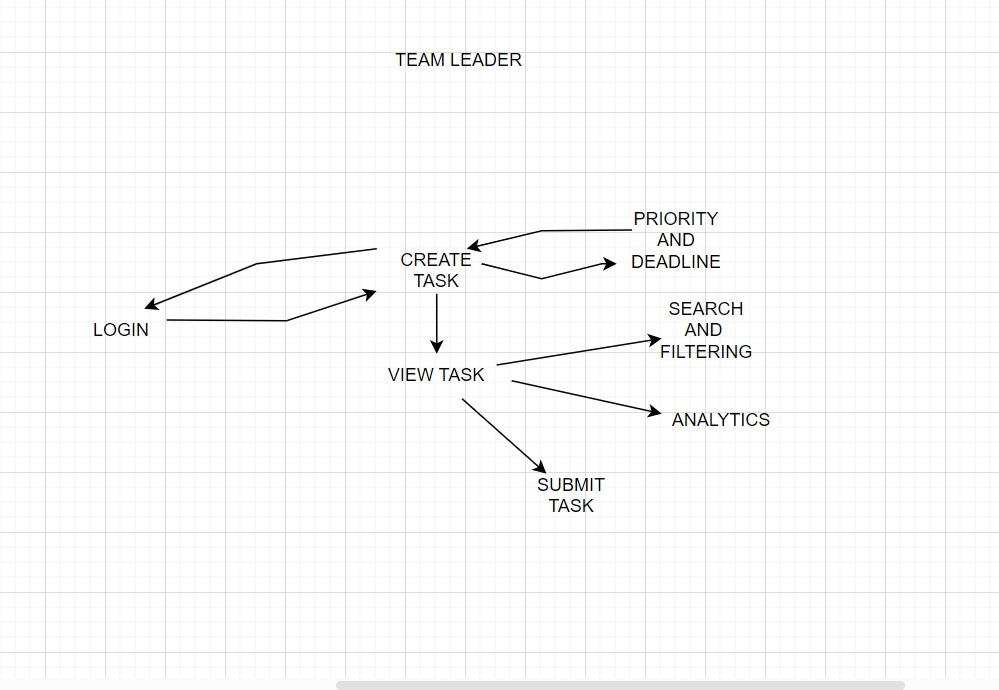 TEAM LEADER
PRIORITY
AND
DEADLINE
CREATE
TASK
LOGIN
SEARCH
AND
FILTERING
VIEW TASK
ANALYTICS
SUBMIT
TASK